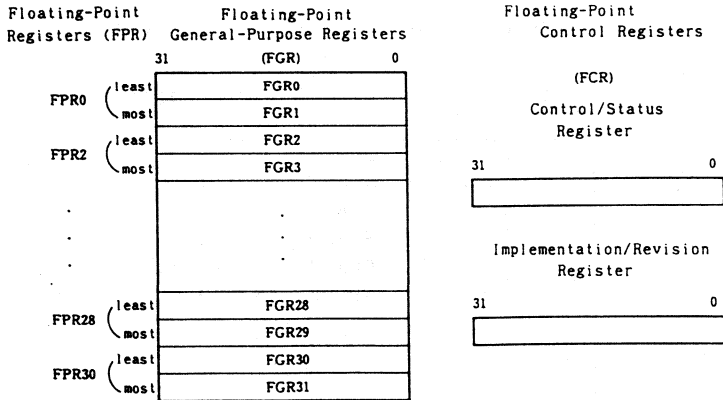 Floating-Point
Registers (FPR)
Floating-Point
General-Purpose Registers
31 (FGR) 0
FPR0
least
FGR0
most
FGR1
FPR2
least
FGR2
most
FGR3
FPR28
least
FGR28
most
FGR29
FPR30
least
FGR30
most
FGR31
Floating-Point
Control Registers
(FCR)
Control/Status
Register
31 0
Implementation/Revision
Register
31 0